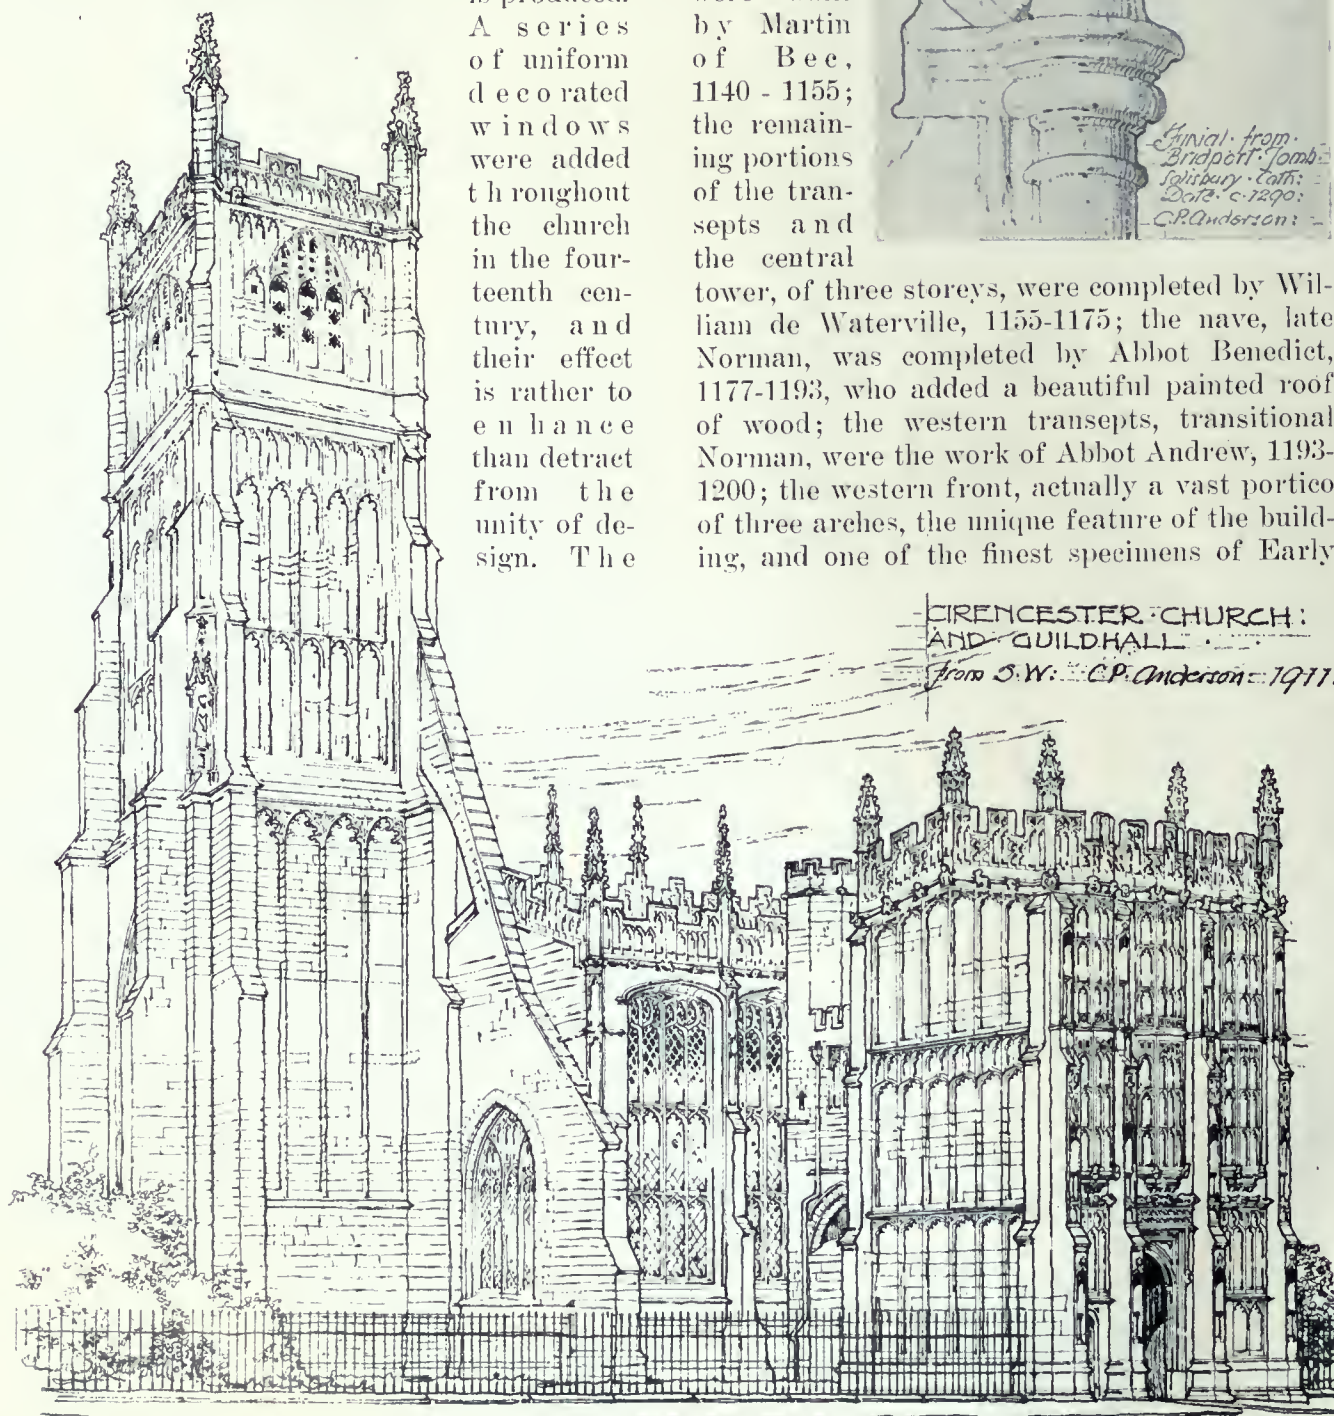 A series
of uniform
decorated
windows
were added
throughout
the church
in the four-
teenth cen-
tury, and
their effect
is rather to
enhance
than detract
from the
unity of de-
sign. The
by Martin
of Bec,
1140 - 1155;
the remain-
ing portions
of the tran-
septs and
the central
tower, of three storeys, were completed by Wil-
liam de Waterville, 1155-1175; the nave, late
Norman, was completed by Abbot Benedict,
1177-1193, who added a beautiful painted roof
of wood; the western transepts, transitional
Norman, were the work of Abbot Andrew, 1193-
1200; the western front, actually a vast portico
of three arches, the unique feature of the build-
ing, and one of the finest specimens of Early
Finial · from ·
Bridport · Tomb:
Salisbury · Cath:
Date · c · 1290:
C.P. Anderson:
CIRENCESTER · CHURCH:
AND · GUILDHALL ·
from S.W: C.P. Anderson - 1911.